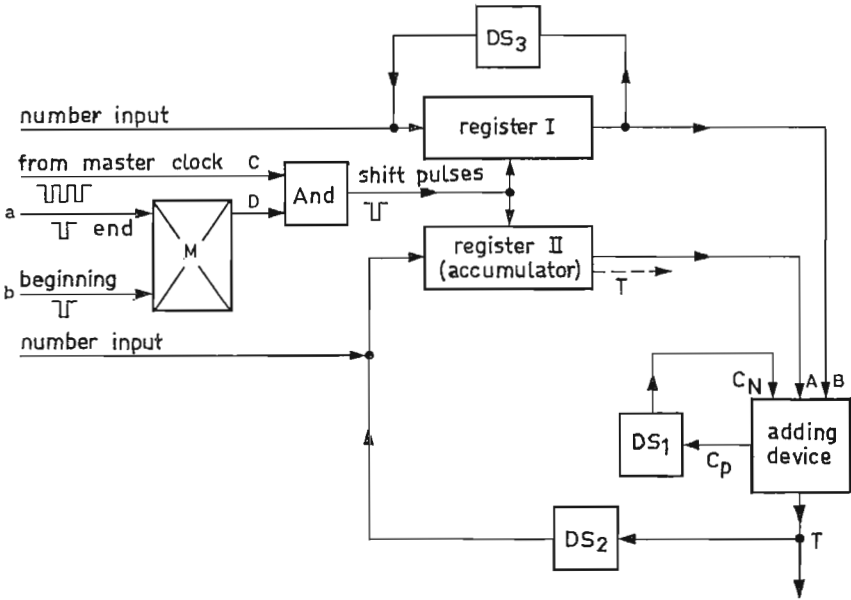 DS3
number input
register I
from master clock C
And
shift pulses
a
end
D
M
b
beginning
register II
(accumulator)
T
number input
CN
A
B
adding
device
DS1
Cp
DS2
T